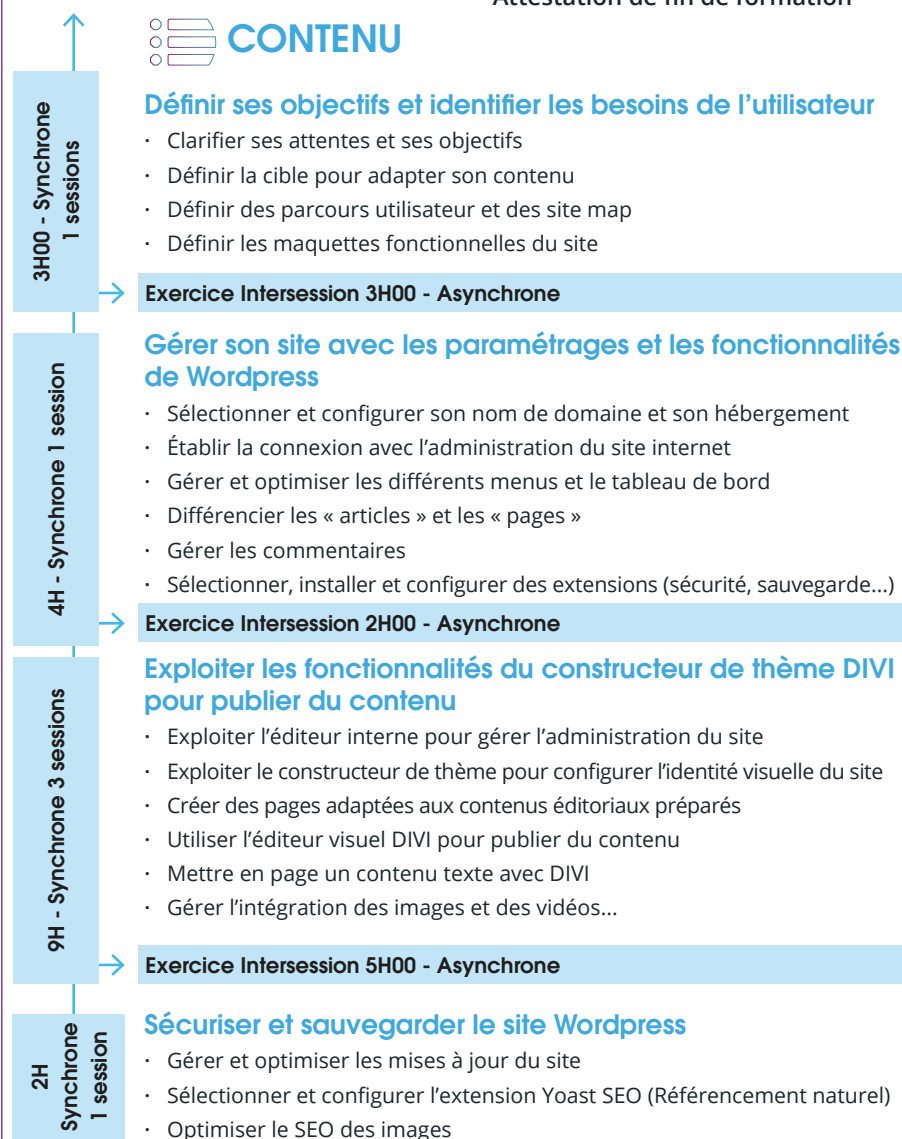 Attestation de fin de formation
CONTENU
3H00 - Synchrone
1 sessions
Définir ses objectifs et identifier les besoins de l’utilisateur
· Clarifier ses attentes et ses objectifs
· Définir la cible pour adapter son contenu
· Définir des parcours utilisateur et des site map
· Définir les maquettes fonctionnelles du site
Exercice Intersession 3H00 - Asynchrone
4H - Synchrone 1 session
Gérer son site avec les paramétrages et les fonctionnalités
de Wordpress
· Sélectionner et configurer son nom de domaine et son hébergement
· Établir la connexion avec l’administration du site internet
· Gérer et optimiser les différents menus et le tableau de bord
· Différencier les « articles » et les « pages »
· Gérer les commentaires
· Sélectionner, installer et configurer des extensions (sécurité, sauvegarde...)
Exercice Intersession 2H00 - Asynchrone
9H - Synchrone 3 sessions
Exploiter les fonctionnalités du constructeur de thème DIVI
pour publier du contenu
· Exploiter l’éditeur interne pour gérer l’administration du site
· Exploiter le constructeur de thème pour configurer l’identité visuelle du site
· Créer des pages adaptées aux contenus éditoriaux préparés
· Utiliser l’éditeur visuel DIVI pour publier du contenu
· Mettre en page un contenu texte avec DIVI
· Gérer l’intégration des images et des vidéos...
Exercice Intersession 5H00 - Asynchrone
2H
Synchrone
1 session
Sécuriser et sauvegarder le site Wordpress
· Gérer et optimiser les mises à jour du site
· Sélectionner et configurer l’extension Yoast SEO (Référencement naturel)
· Optimiser le SEO des images